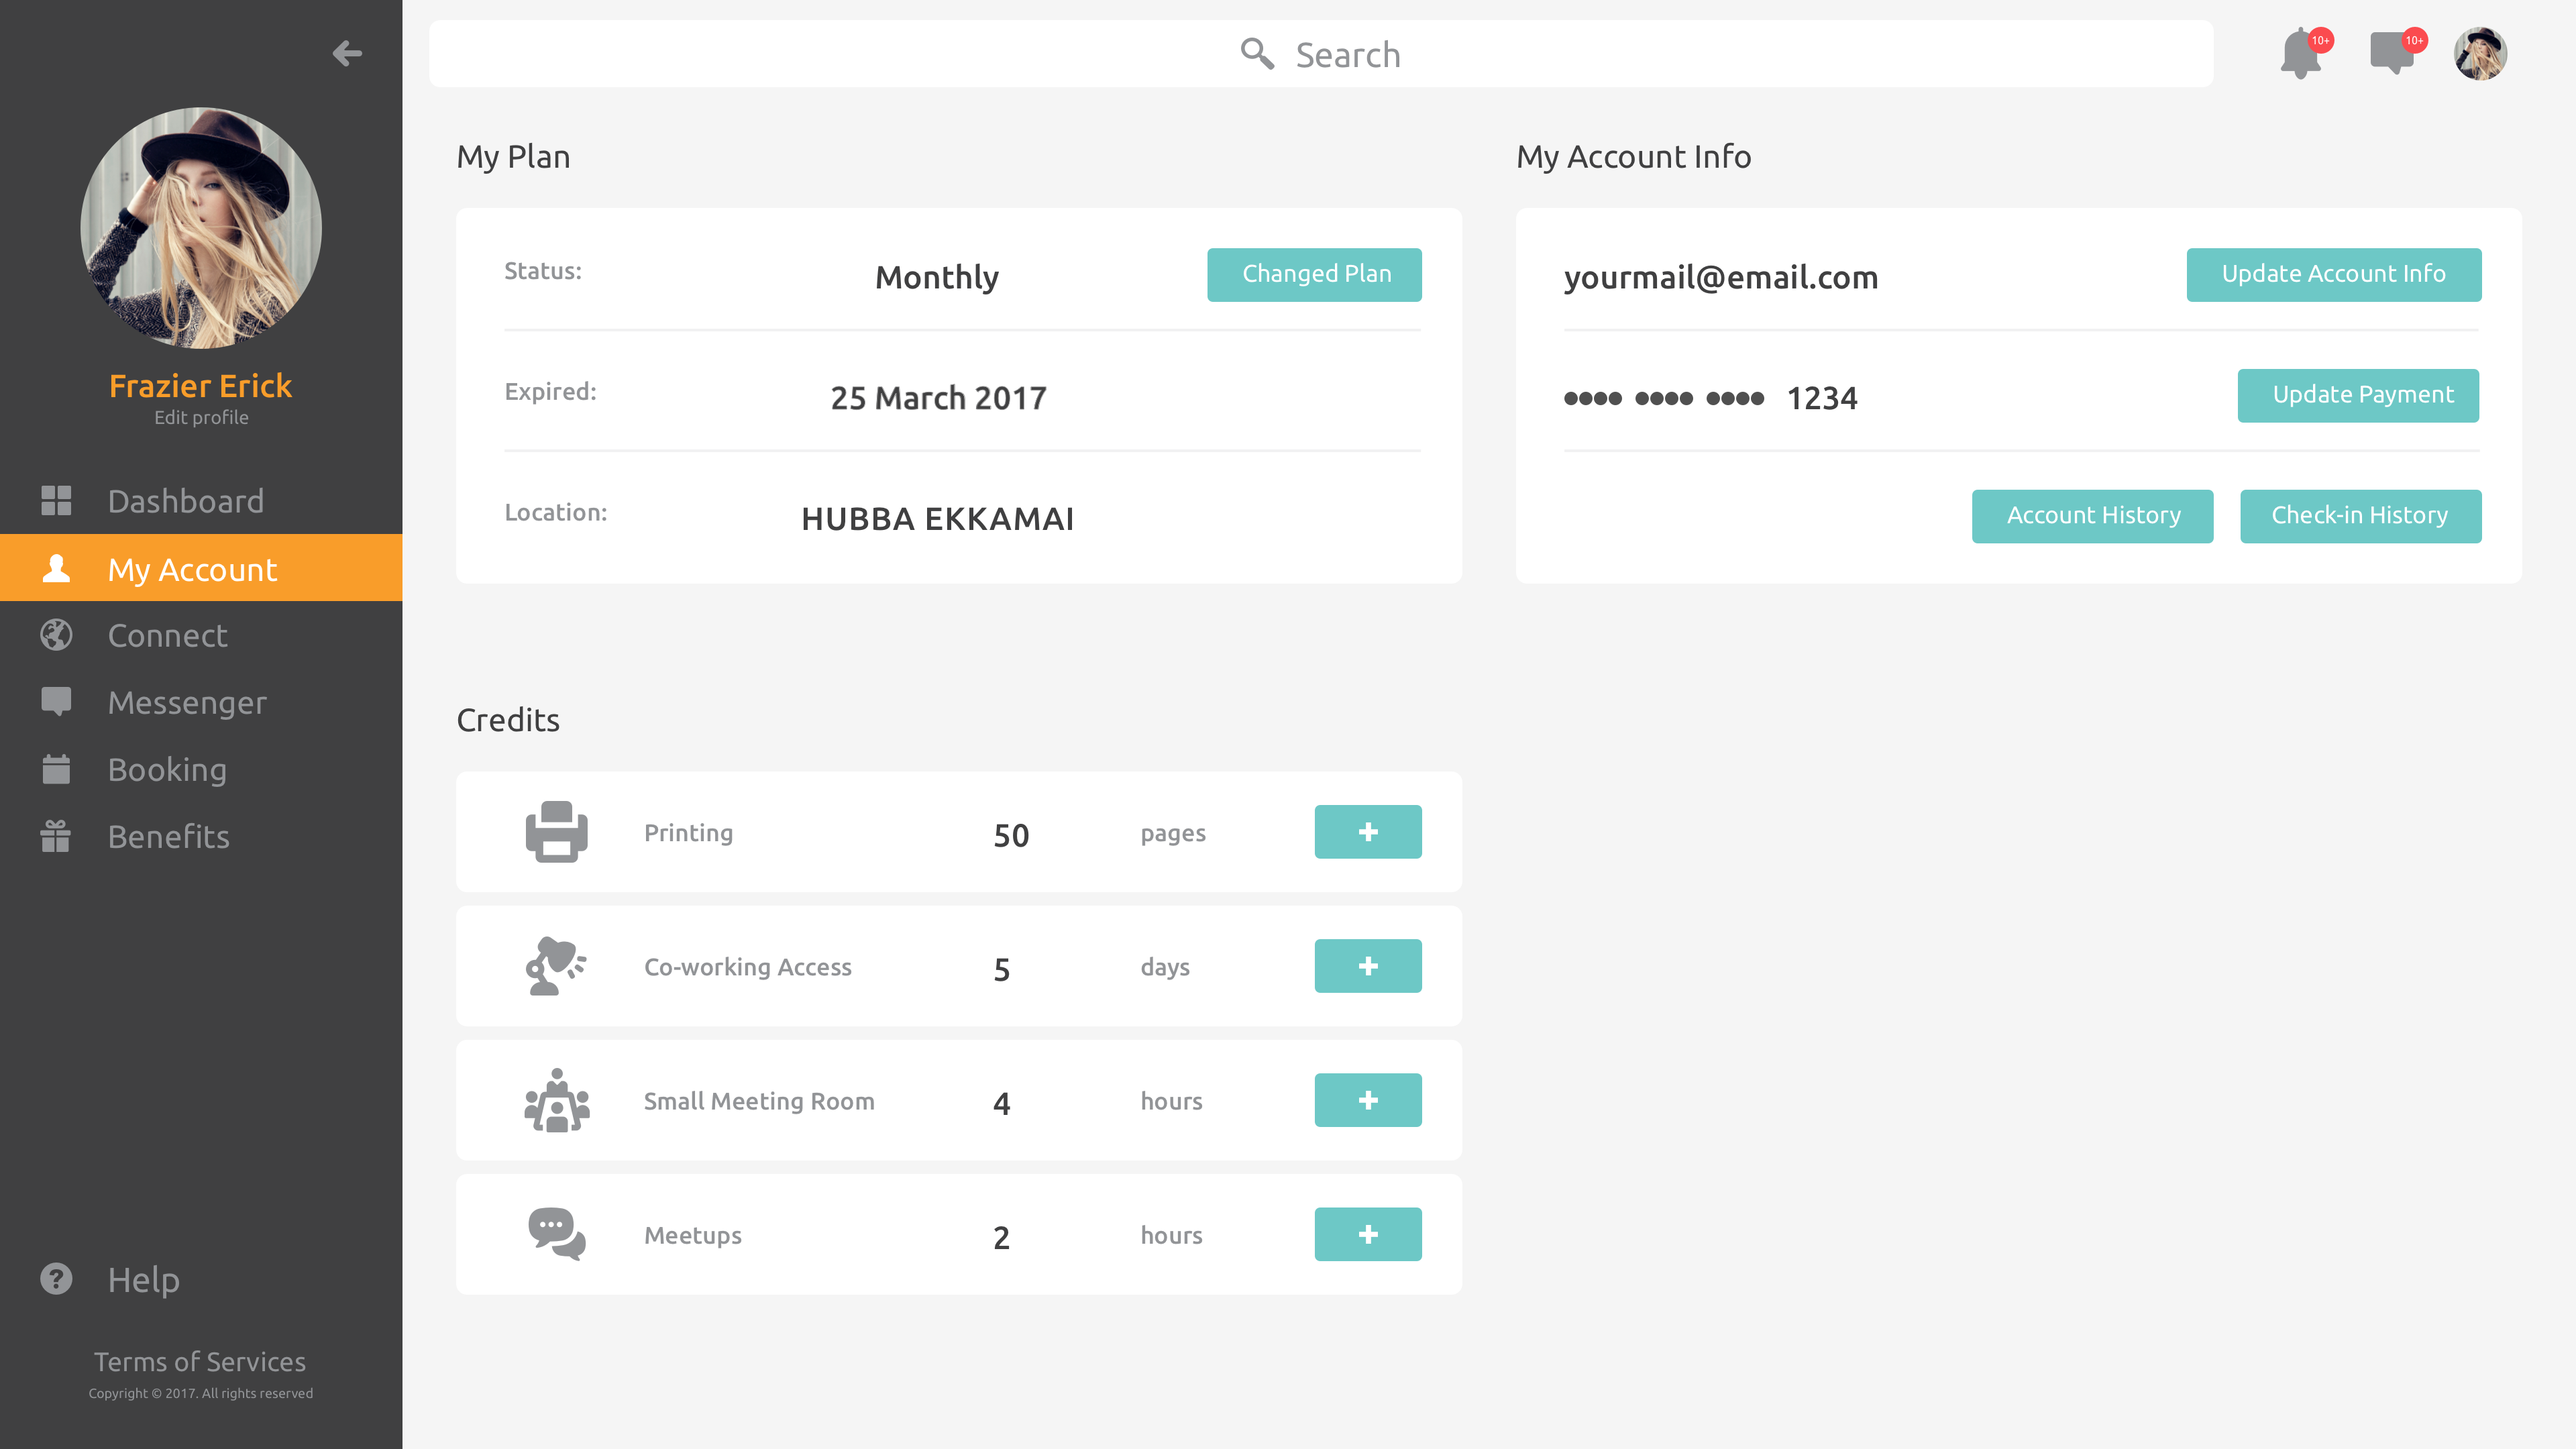 Search
10+
10+
Frazier Erick
Edit profile
Dashboard
My Account
Connect
Messenger
Booking
Benefits
Help
Terms of Services
Copyright © 2017. All rights reserved
My Plan
Status: Monthly Changed Plan
Expired: 25 March 2017
Location: HUBBA EKKAMAI
My Account Info
yourmail@email.com Update Account Info
•••• •••• •••• 1234 Update Payment
Account History Check-in History
Credits
Printing 50 pages +
Co-working Access 5 days +
Small Meeting Room 4 hours +
Meetups 2 hours +